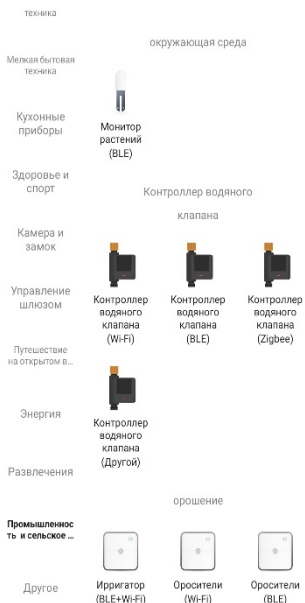 техника
Мелкая бытовая
техника
Кухонные
приборы
Здоровье и
спорт
Камера и
замок
Управление
шлюзом
Путешествие
на открытом в...
Энергия
Развлечения
Промышленнос
ть и сельское ...
Другое
окружающая среда
Монитор
растений
(BLE)
Контроллер водяного
клапана
Контроллер
водяного
клапана
(Wi-Fi)
Контроллер
водяного
клапана
(BLE)
Контроллер
водяного
клапана
(Zigbee)
Контроллер
водяного
клапана
(Другой)
орошение
Ирригатор
(BLE+Wi-Fi)
Оросители
(Wi-Fi)
Оросители
(BLE)